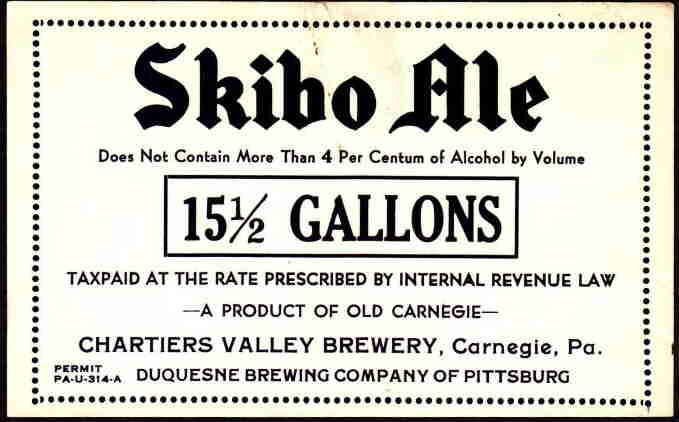 Skibo Ale
Does Not Contain More Than 4 Per Centum of Alcohol by Volume
15½ GALLONS
TAXPAID AT THE RATE PRESCRIBED BY INTERNAL REVENUE LAW
—A PRODUCT OF OLD CARNEGIE—
CHARTIERS VALLEY BREWERY, Carnegie, Pa.
PERMIT
PA-U-314-A DUQUESNE BREWING COMPANY OF PITTSBURG